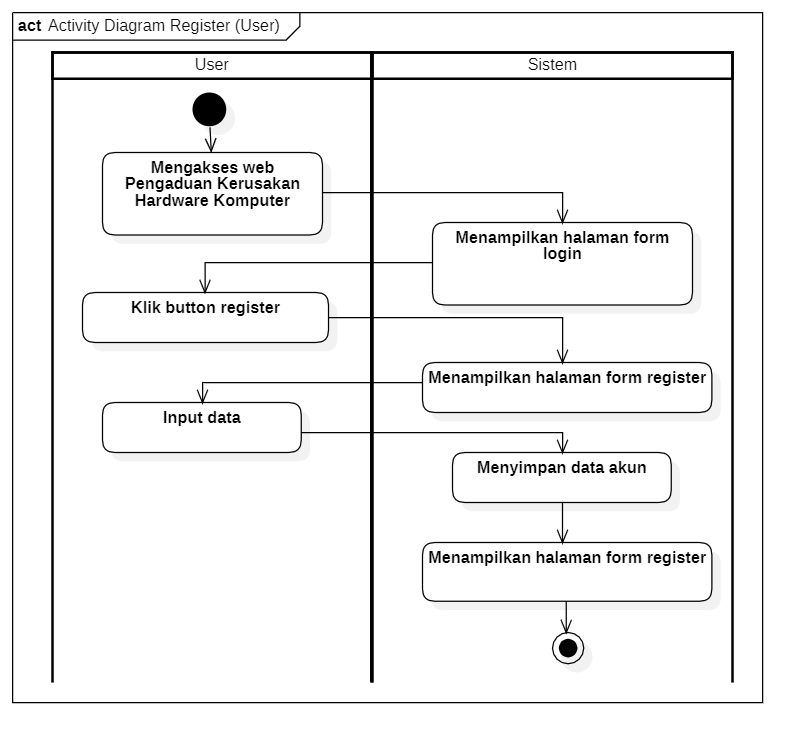 act Activity Diagram Register (User)
User
Sistem
Mengakses web
Pengaduan Kerusakan
Hardware Komputer
Menampilkan halaman form
login
Klik button register
Menampilkan halaman form register
Input data
Menyimpan data akun
Menampilkan halaman form register